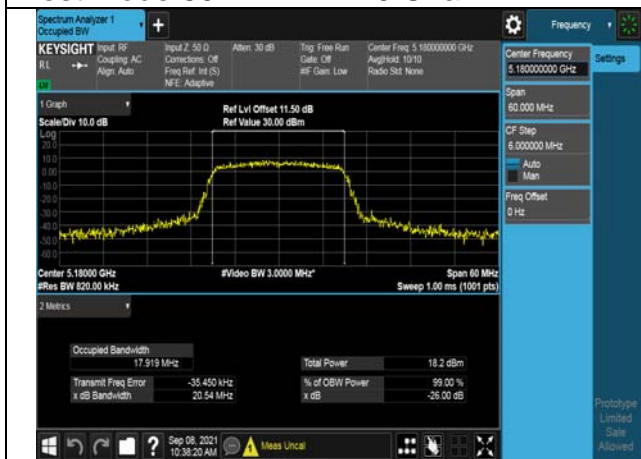 Spectrum Analyzer 1
Occupied BW
+
Frequency
KEYSIGHT Input: RF Input Z: 50 Ω Atten: 30 dB Trig: Free Run Center Freq: 5.180000000 GHz
RL Coupling: AC Corrections: Off Gate: Off Avg|Hold: 10/10
Align: Auto Freq Ref: Int (S) #IF Gain: Low Radio Std: None
NFE: Adaptive
Center Frequency
5.180000000 GHz
Settings
Span
60.000 MHz
CF Step
6.000000 MHz
Auto
Man
Freq Offset
0 Hz
1 Graph
Ref Lvl Offset 11.50 dB
Scale/Div 10.0 dB Ref Value 30.00 dBm
Log
20.0
10.0
0.00
-10.0
-20.0
-30.0
-40.0
-50.0
-60.0
Center 5.18000 GHz #Video BW 3.0000 MHz* Span 60 MHz
#Res BW 820.00 kHz Sweep 1.00 ms (1001 pts)
2 Metrics
Occupied Bandwidth
17.919 MHz Total Power 18.2 dBm
Transmit Freq Error -35.450 kHz % of OBW Power 99.00 %
x dB Bandwidth 20.54 MHz x dB -26.00 dB
Prototype
Limited
Sale
Allowed
? Sep 08, 2021
10:38:20 AM
Meas Uncal